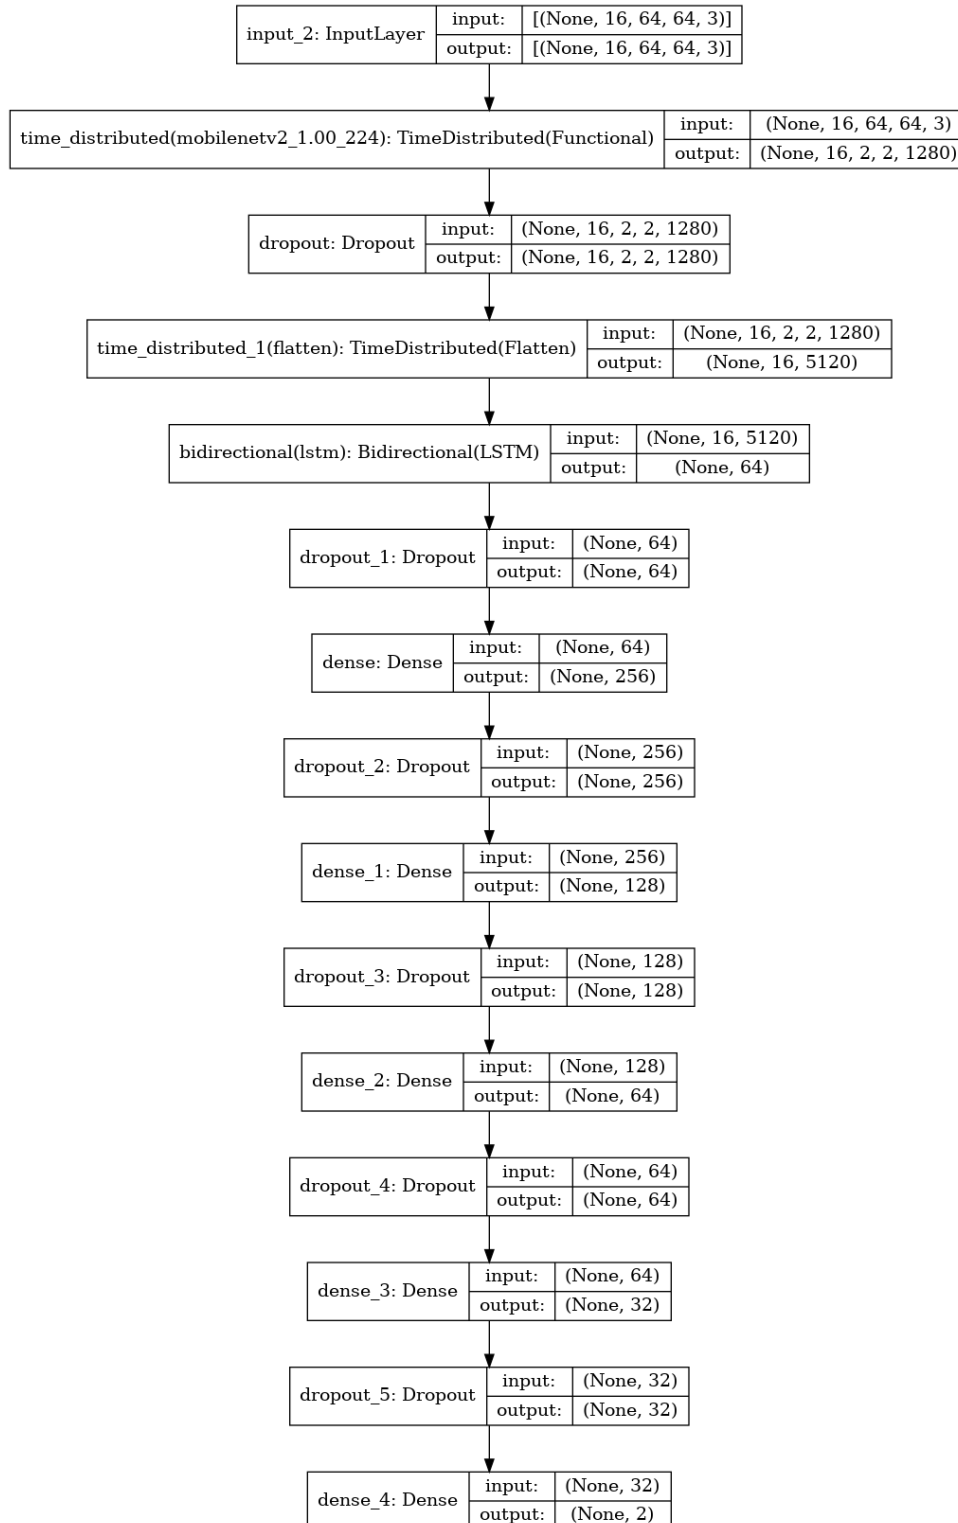 input_2: InputLayer
input: [(None, 16, 64, 64, 3)]
output: [(None, 16, 64, 64, 3)]
time_distributed(mobilenetv2_1.00_224): TimeDistributed(Functional)
input: (None, 16, 64, 64, 3)
output: (None, 16, 2, 2, 1280)
dropout: Dropout
input: (None, 16, 2, 2, 1280)
output: (None, 16, 2, 2, 1280)
time_distributed_1(flatten): TimeDistributed(Flatten)
input: (None, 16, 2, 2, 1280)
output: (None, 16, 5120)
bidirectional(lstm): Bidirectional(LSTM)
input: (None, 16, 5120)
output: (None, 64)
dropout_1: Dropout
input: (None, 64)
output: (None, 64)
dense: Dense
input: (None, 64)
output: (None, 256)
dropout_2: Dropout
input: (None, 256)
output: (None, 256)
dense_1: Dense
input: (None, 256)
output: (None, 128)
dropout_3: Dropout
input: (None, 128)
output: (None, 128)
dense_2: Dense
input: (None, 128)
output: (None, 64)
dropout_4: Dropout
input: (None, 64)
output: (None, 64)
dense_3: Dense
input: (None, 64)
output: (None, 32)
dropout_5: Dropout
input: (None, 32)
output: (None, 32)
dense_4: Dense
input: (None, 32)
output: (None, 2)